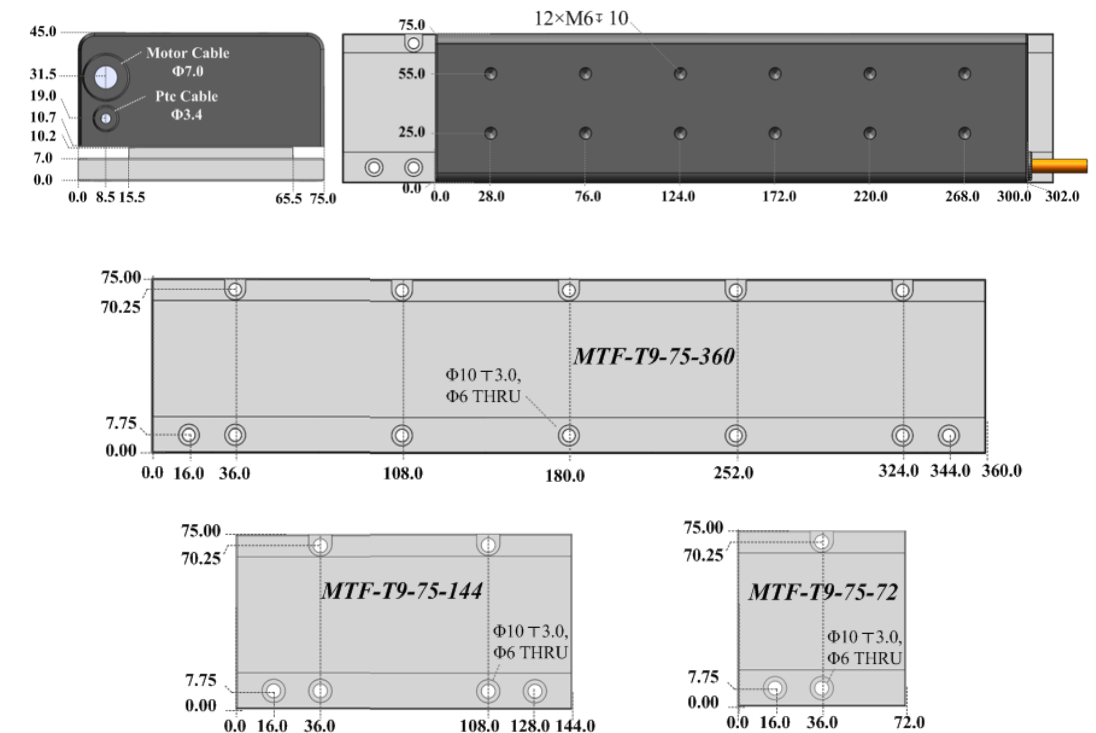 45.0
31.5
19.0
10.7
10.2
7.0
0.0
Motor Cable
Φ7.0
Ptc Cable
Φ3.4
0.0 8.5 15.5 65.5 75.0
12×M6↧10
75.0
55.0
25.0
0.0
0.0 28.0 76.0 124.0 172.0 220.0 268.0 300.0 302.0
75.00
70.25
MTF-T9-75-360
Φ10↧3.0,
Φ6 THRU
7.75
0.00
0.0 16.0 36.0 108.0 180.0 252.0 324.0 344.0 360.0
75.00
70.25
MTF-T9-75-144
Φ10↧3.0,
Φ6 THRU
7.75
0.00
0.0 16.0 36.0 108.0 128.0 144.0
75.00
70.25
MTF-T9-75-72
Φ10↧3.0,
Φ6 THRU
7.75
0.00
0.0 16.0 36.0 72.0